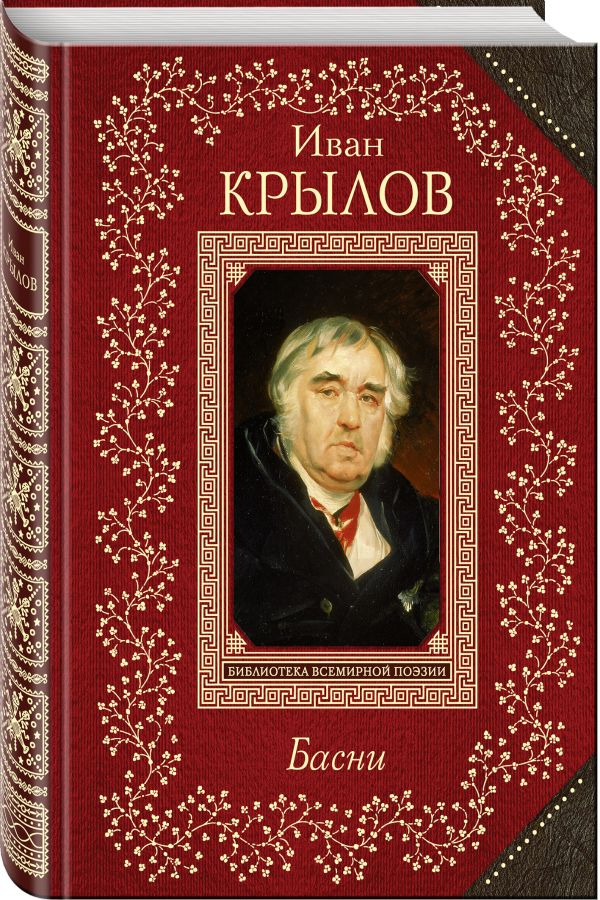 Иван
КРЫЛОВ
БИБЛИОТЕКА ВСЕМИРНОЙ ПОЭЗИИ
Басни
Иван
КРЫЛОВ